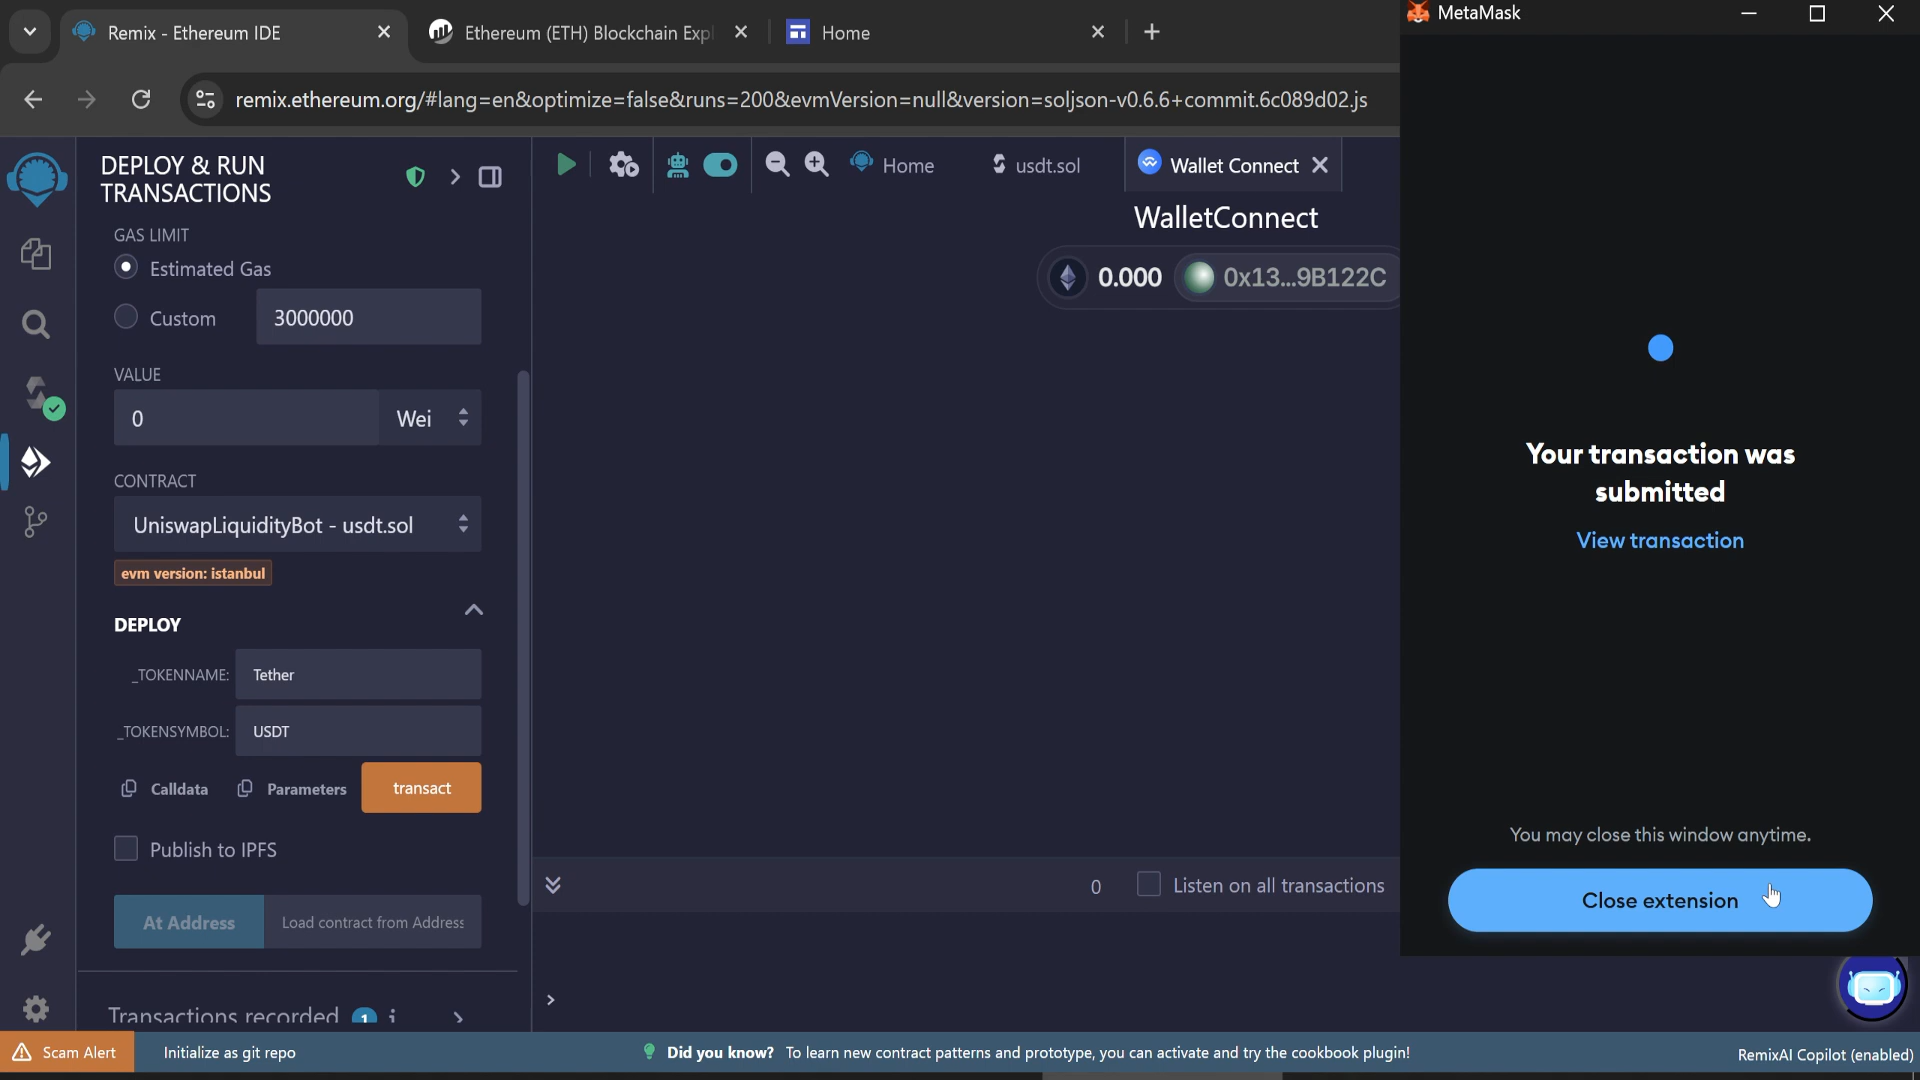 Remix - Ethereum IDE
Ethereum (ETH) Blockchain Expl
Home
MetaMask
remix.ethereum.org/#lang=en&optimize=false&runs=200&evmVersion=null&version=soljson-v0.6.6+commit.6c089d02.js
DEPLOY & RUN
TRANSACTIONS
Home
usdt.sol
Wallet Connect
WalletConnect
0.000
0x13...9B122C
GAS LIMIT
Estimated Gas
Custom
3000000
VALUE
0
Wei
CONTRACT
UniswapLiquidityBot - usdt.sol
evm version: istanbul
DEPLOY
_TOKENNAME:
Tether
_TOKENSYMBOL:
USDT
Calldata
Parameters
transact
Publish to IPFS
At Address
Load contract from Address
Transactions recorded
1
i
0
Listen on all transactions
>
Your transaction was
submitted
View transaction
You may close this window anytime.
Close extension
Scam Alert
Initialize as git repo
Did you know? To learn new contract patterns and prototype, you can activate and try the cookbook plugin!
RemixAI Copilot (enabled)